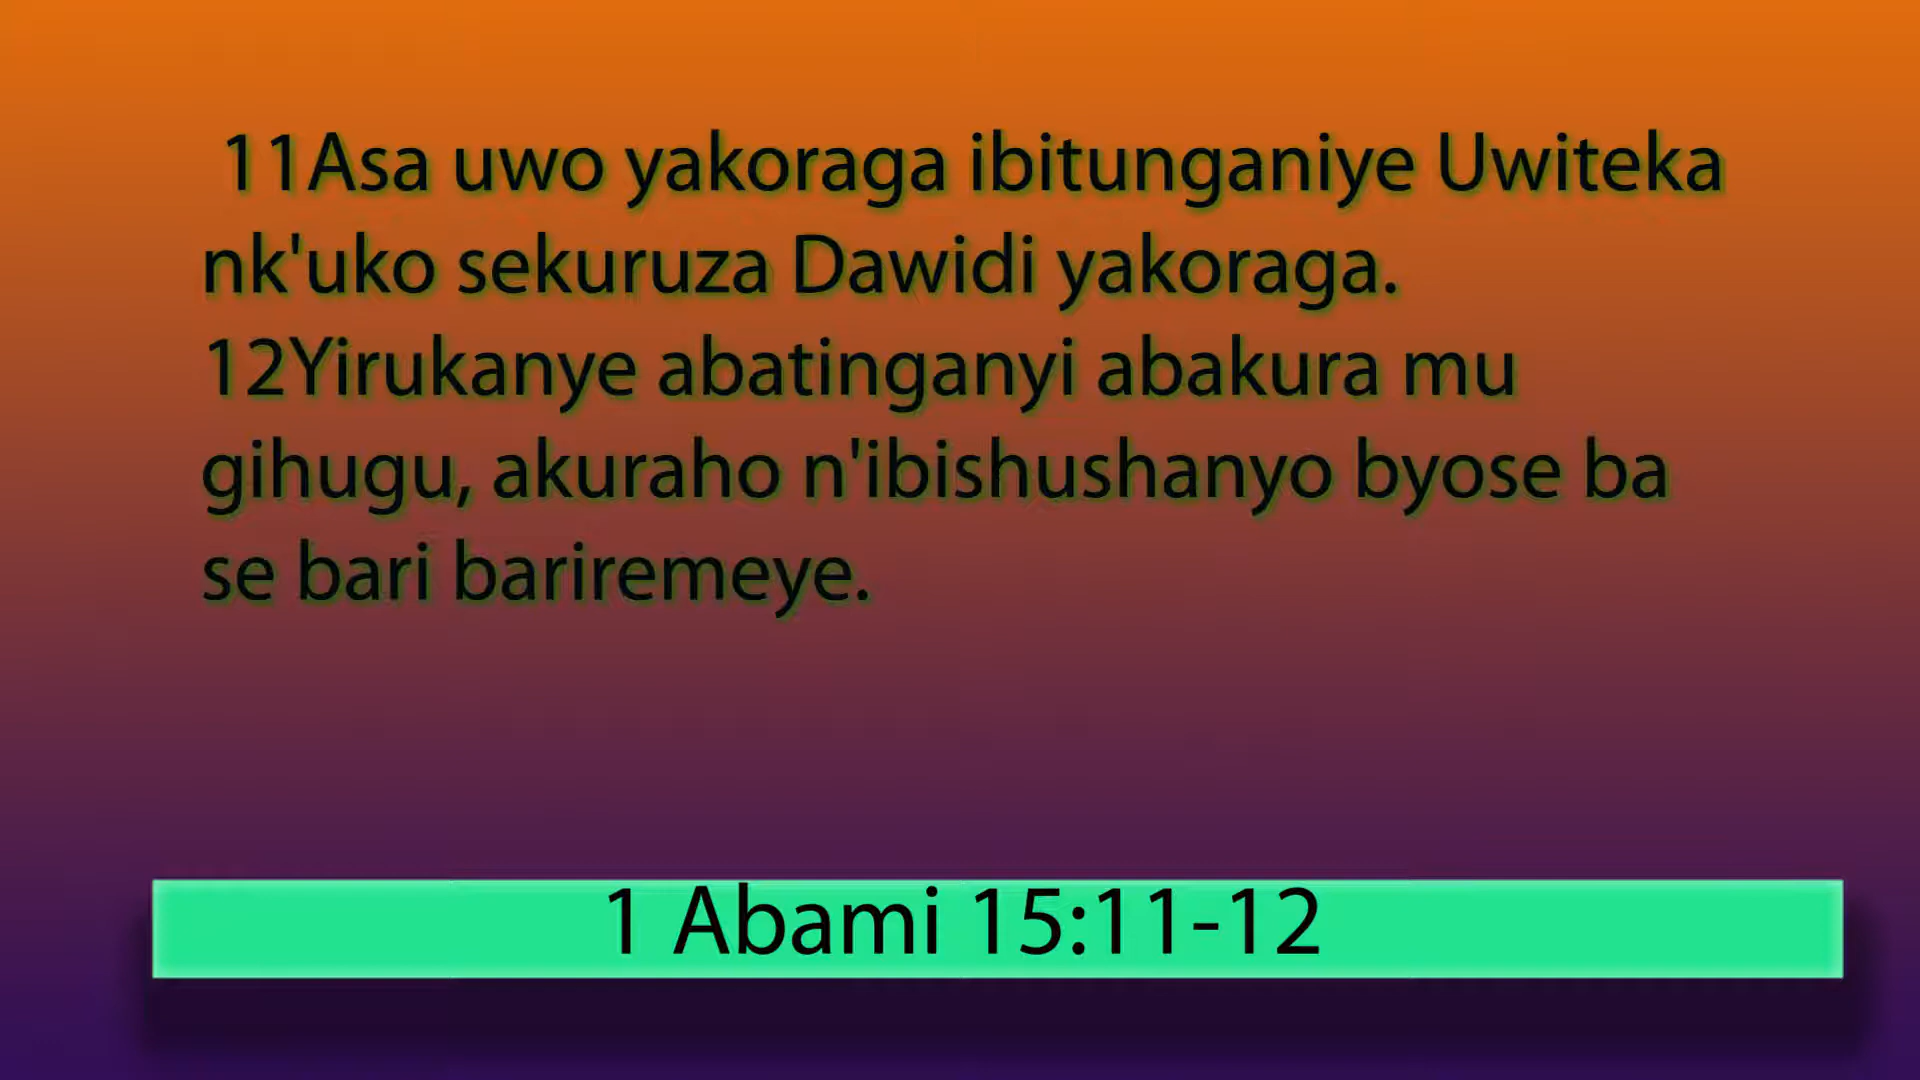 11Asa uwo yakoraga ibitunganiye Uwiteka
nk'uko sekuruza Dawidi yakoraga.
12Yirukanye abatinganyi abakura mu
gihugu, akuraho n'ibishushanyo byose ba
se bari bariremeye.
1 Abami 15:11-12